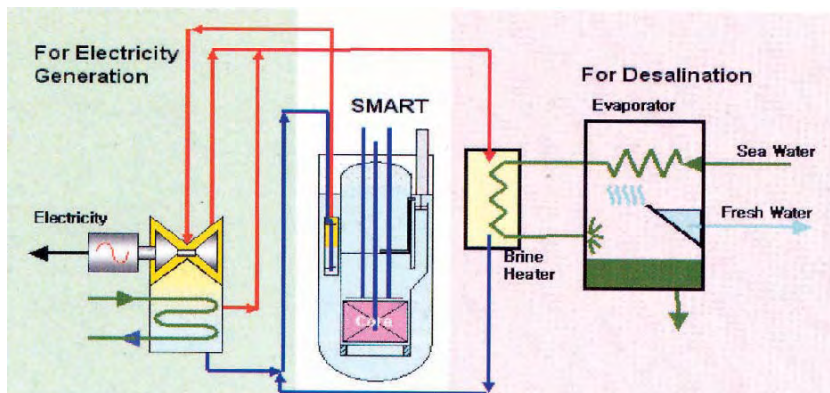 For Electricity
Generation
For Desalination
SMART
Evaporator
Sea Water
Electricity
Fresh Water
Brine
Heater
Core